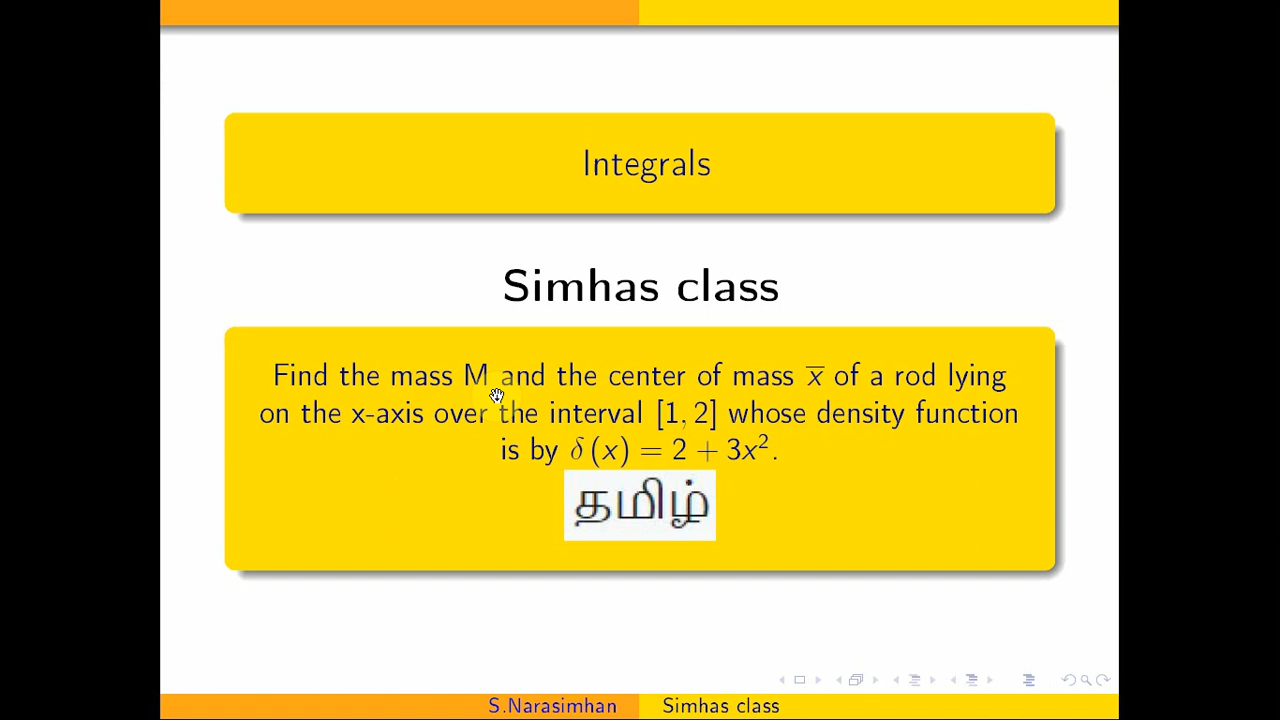 Integrals
Simhas class
Find the mass M and the center of mass x̅ of a rod lying
on the x-axis over the interval [1, 2] whose density function
is by δ (x) = 2 + 3x².
தமிழ்
S.Narasimhan Simhas class